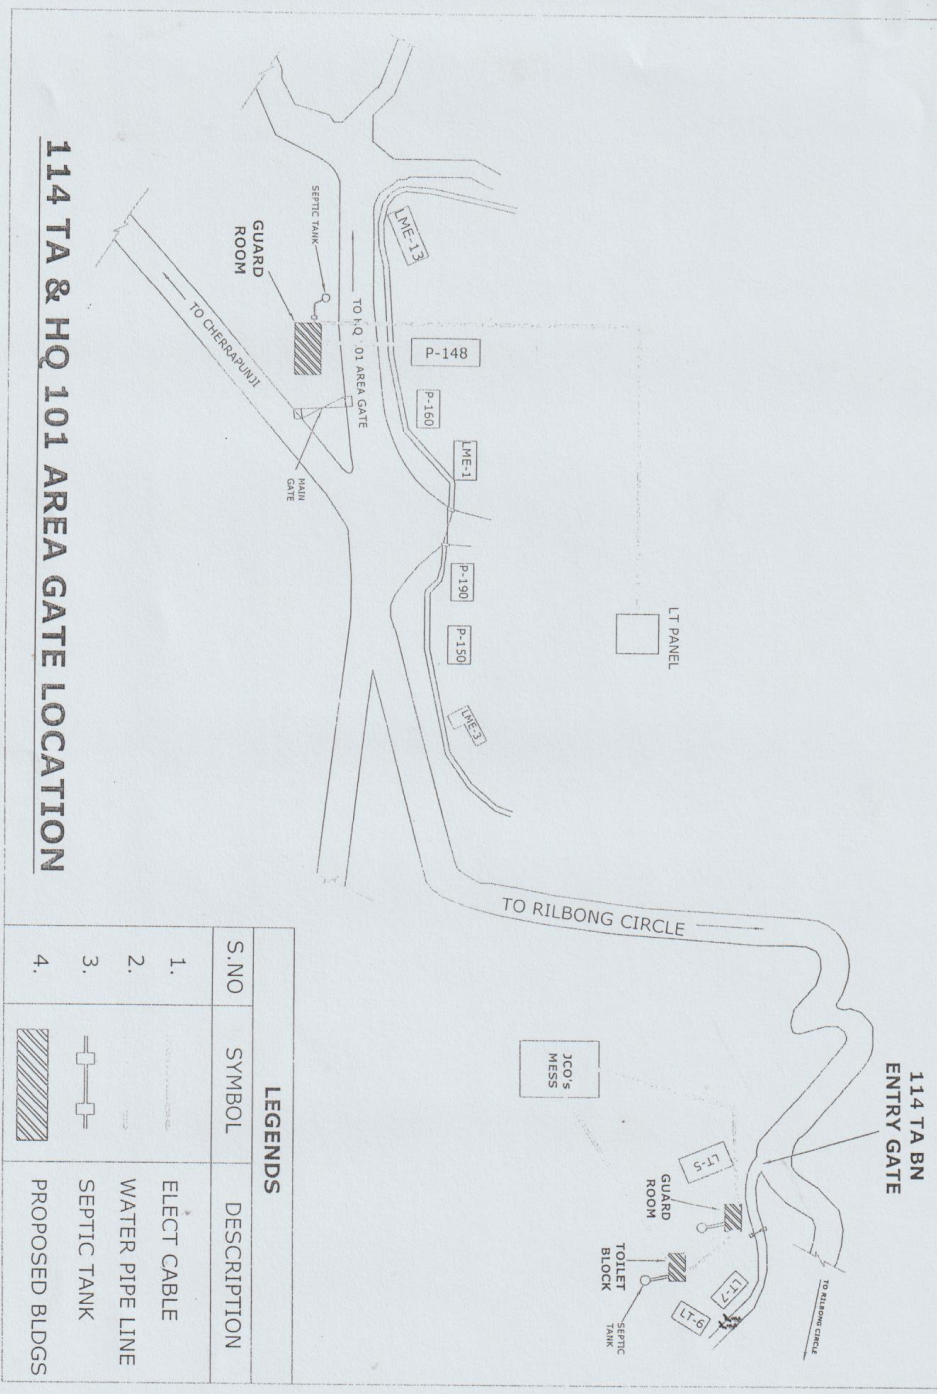 114 TA BN
ENTRY GATE
TO RILBONG CIRCLE
LT-7
LT-6
SEPTIC
TANK
TOILET
BLOCK
GUARD
ROOM
LT-5
JCO's
MESS
TO RILBONG CIRCLE
LT PANEL
LME-13
P-148
P-160
LME-1
P-190
P-150
LME-3
SEPTIC TANK
GUARD
ROOM
TO HQ 101 AREA GATE
TO CHERRAPUNJI
MAIN
GATE
114 TA & HQ 101 AREA GATE LOCATION
LEGENDS
S.NO SYMBOL DESCRIPTION
1. ELECT CABLE
2. WATER PIPE LINE
3. SEPTIC TANK
4. PROPOSED BLDGS